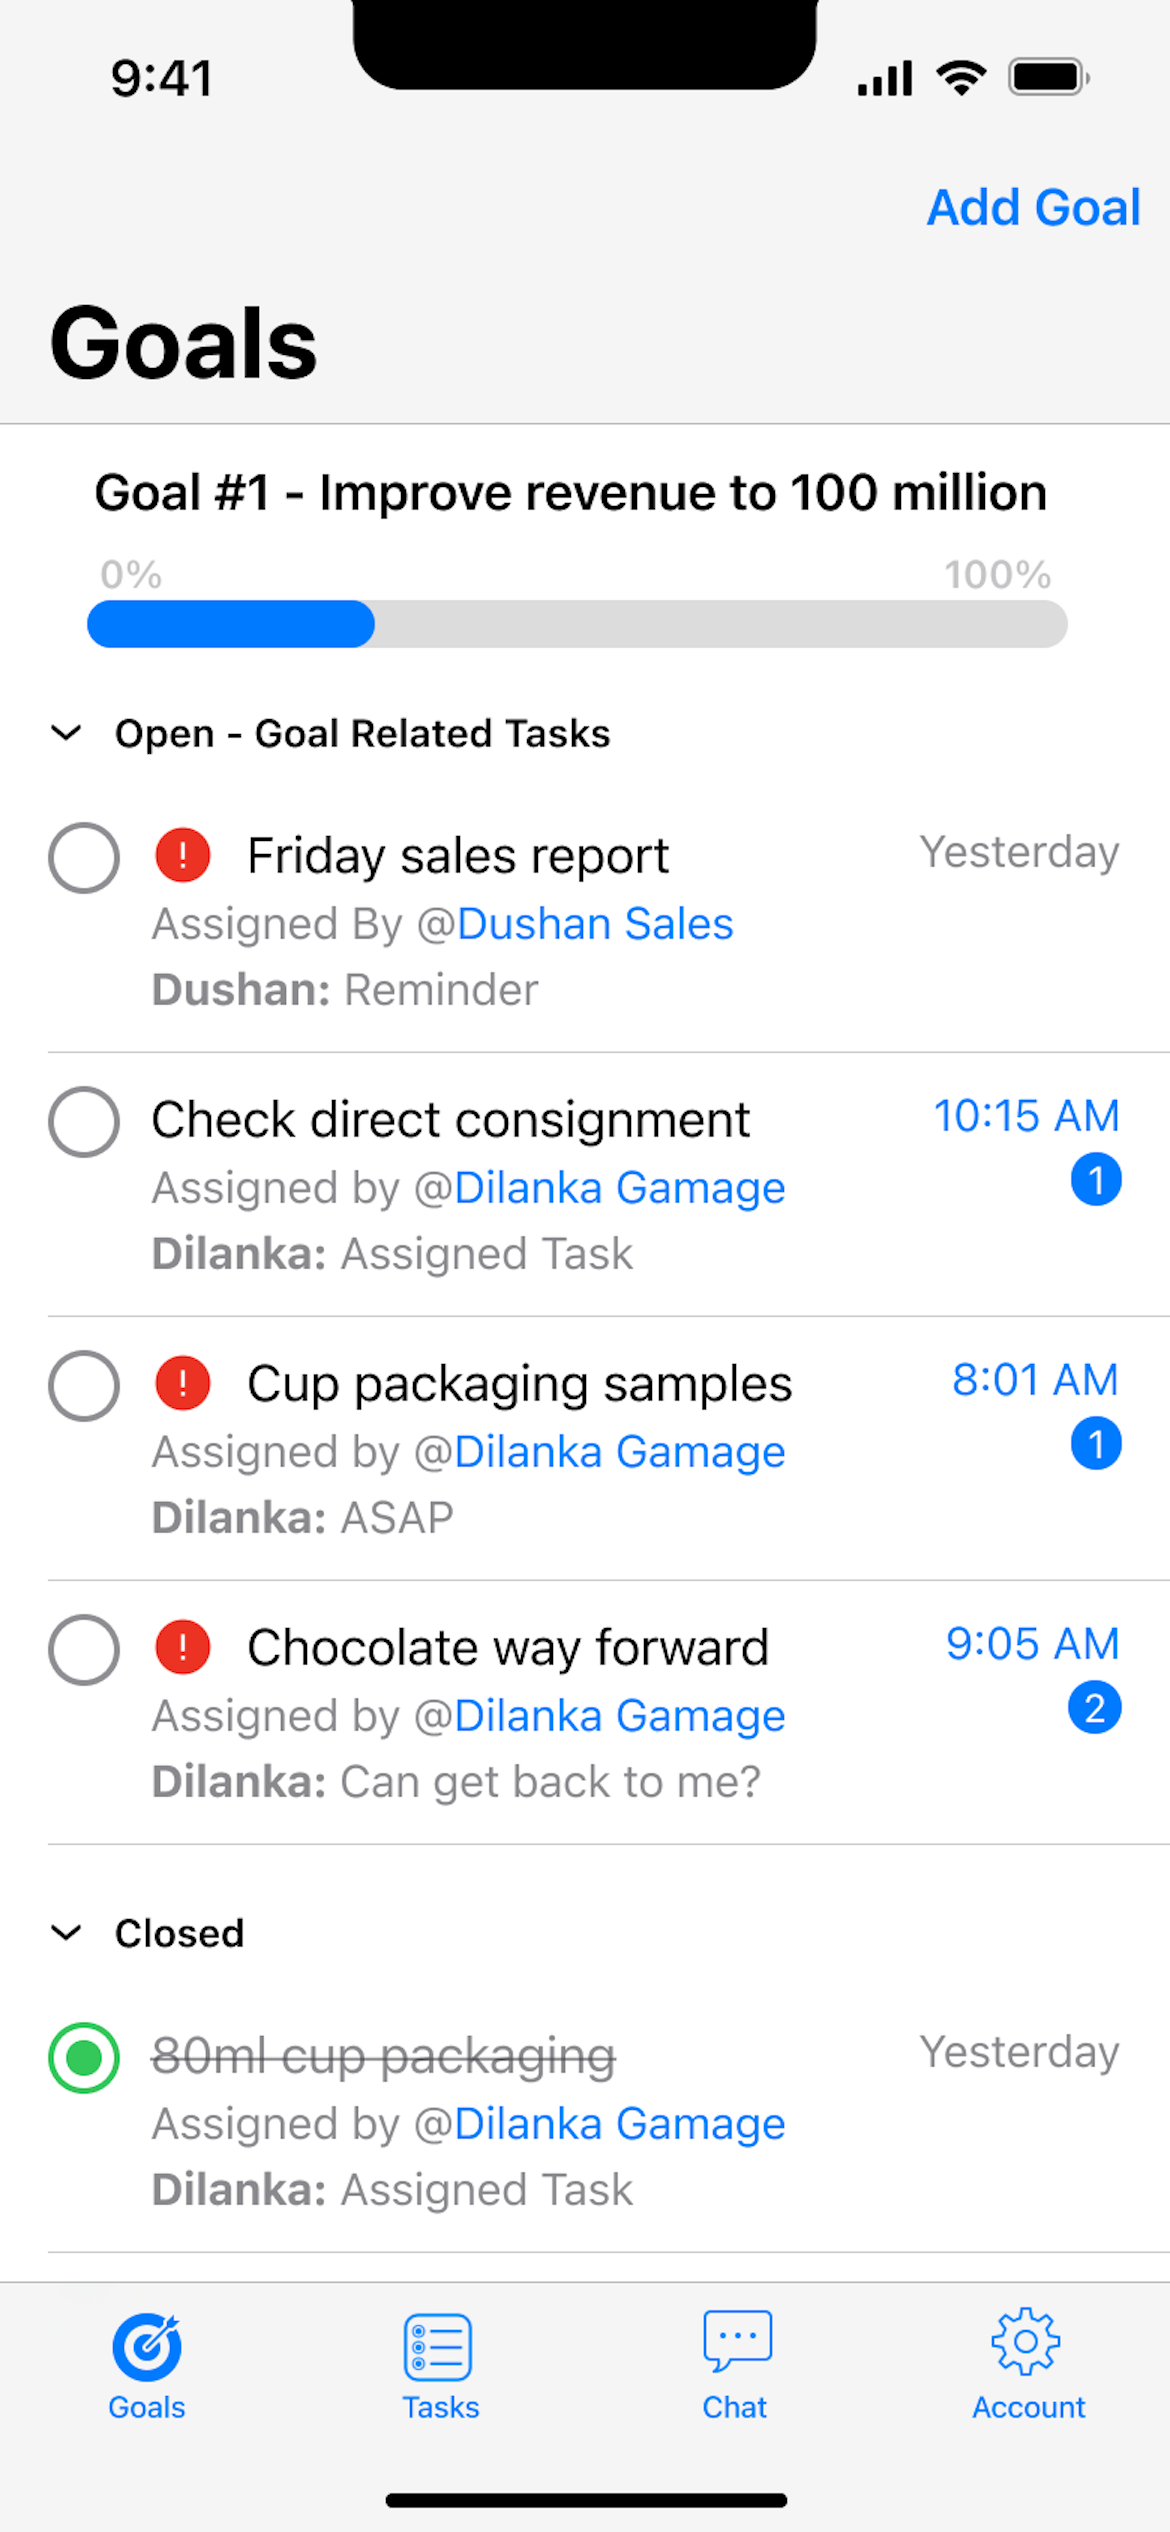 9:41
Add Goal
Goals
Goal #1 - Improve revenue to 100 million
0% 100%
Open - Goal Related Tasks
! Friday sales report Yesterday
Assigned By @Dushan Sales
Dushan: Reminder
Check direct consignment 10:15 AM
Assigned by @Dilanka Gamage 1
Dilanka: Assigned Task
! Cup packaging samples 8:01 AM
Assigned by @Dilanka Gamage 1
Dilanka: ASAP
! Chocolate way forward 9:05 AM
Assigned by @Dilanka Gamage 2
Dilanka: Can get back to me?
Closed
80ml cup packaging Yesterday
Assigned by @Dilanka Gamage
Dilanka: Assigned Task
Goals Tasks Chat Account